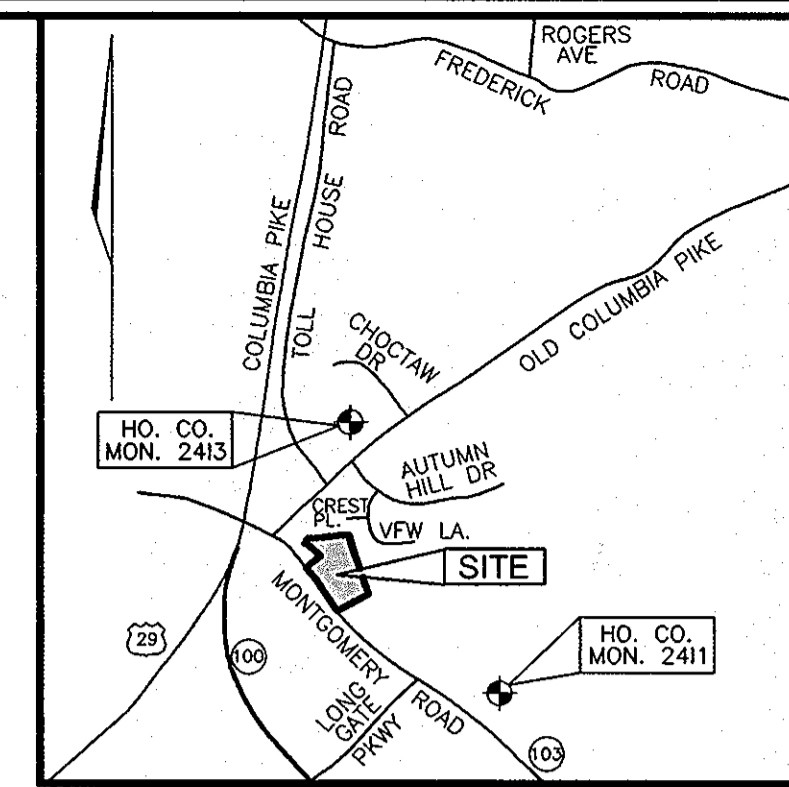 ROGERS
AVE
FREDERICK
ROAD
COLUMBIA PIKE
TOLL HOUSE ROAD
OLD COLUMBIA PIKE
CHOCTAW
DR
HO. CO.
MON. 2413
AUTUMN
HILL DR
CREST
PL.
VFW LA.
SITE
MONTGOMERY ROAD
29
100
LONG
GATE
PKWY
HO. CO.
MON. 2411
103